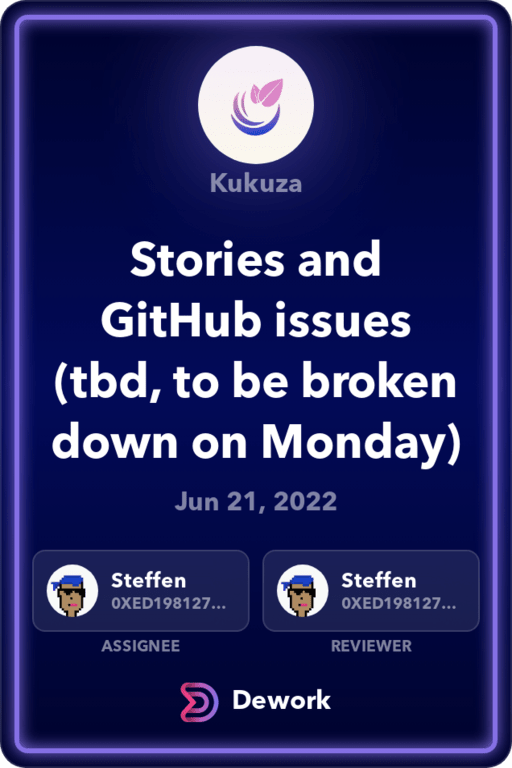 Kukuza
Stories and
GitHub issues
(tbd, to be broken
down on Monday)
Jun 21, 2022
Steffen
0XED198127...
ASSIGNEE
Steffen
0XED198127...
REVIEWER
Dework